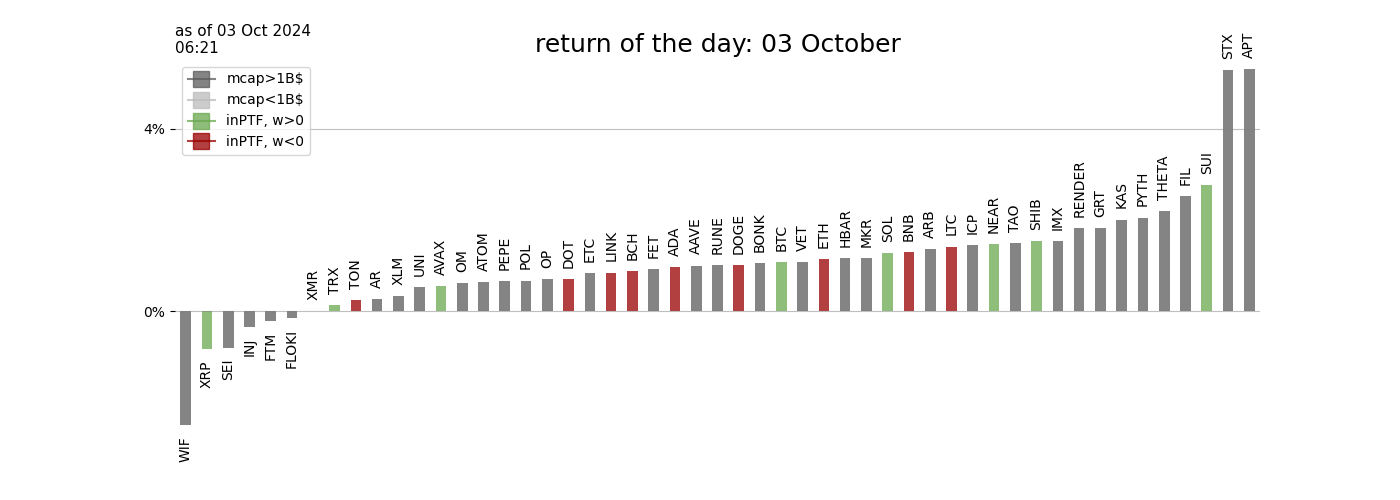 as of 03 Oct 2024
06:21
return of the day: 03 October
mcap>1B$
mcap<1B$
inPTF, w>0
inPTF, w<0
4%
0%
WIF
XRP
SEI
INJ
FTM
FLOKI
XMR
TRX
TON
AR
XLM
UNI
AVAX
OM
ATOM
PEPE
POL
OP
DOT
ETC
LINK
BCH
FET
ADA
AAVE
RUNE
DOGE
BONK
BTC
VET
ETH
HBAR
MKR
SOL
BNB
ARB
LTC
ICP
NEAR
TAO
SHIB
IMX
RENDER
GRT
KAS
PYTH
THETA
FIL
SUI
STX
APT